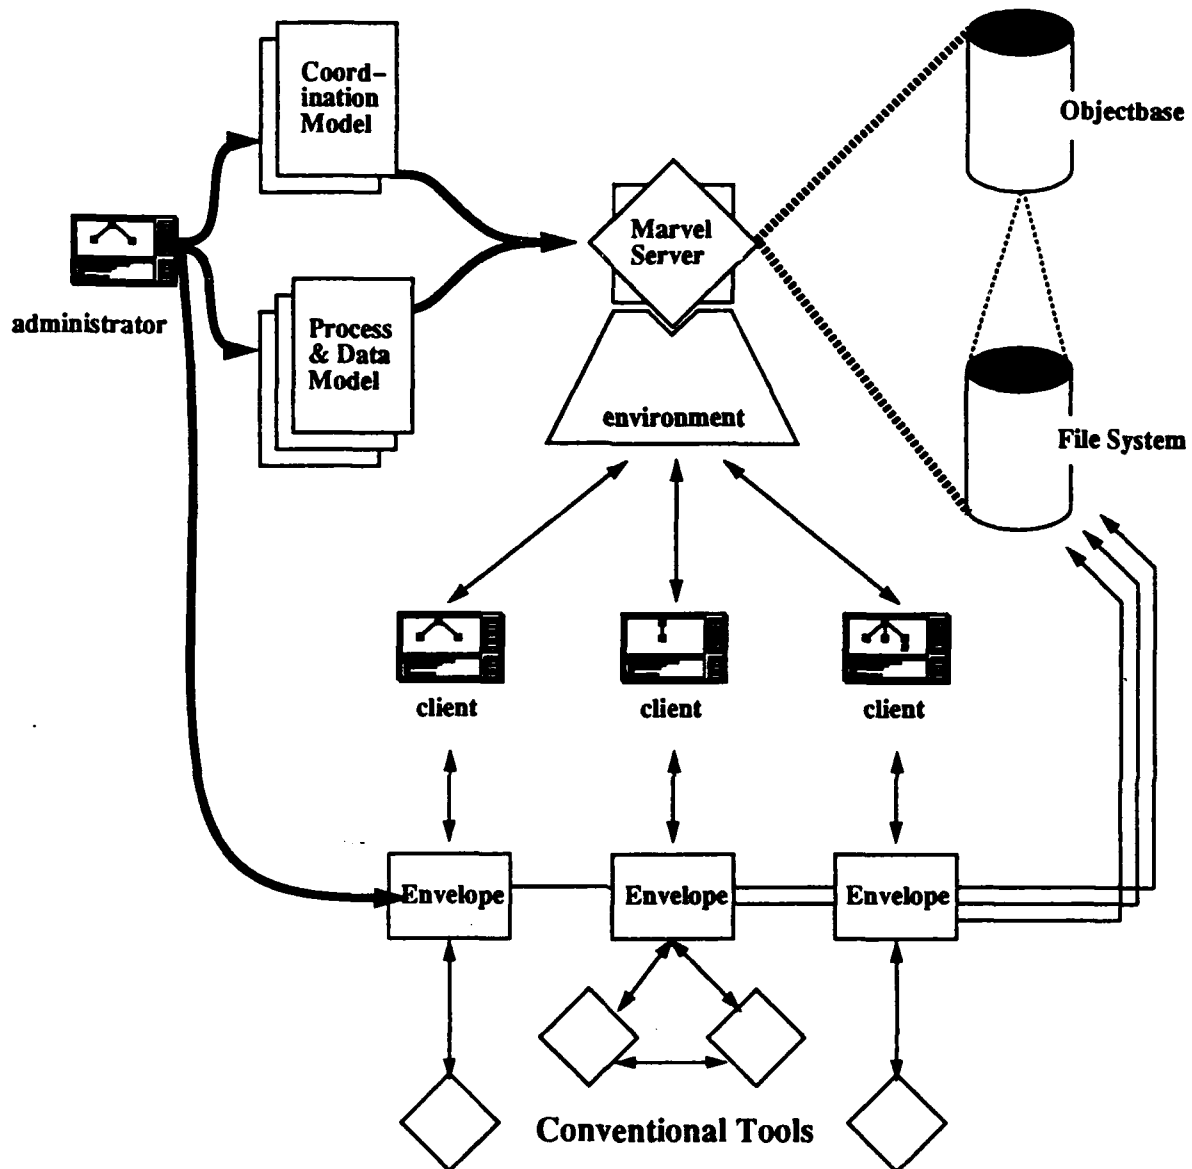 Coord-
ination
Model
Objectbase
Marvel
Server
administrator
Process
& Data
Model
environment
File System
client
client
client
Envelope
Envelope
Envelope
Conventional Tools